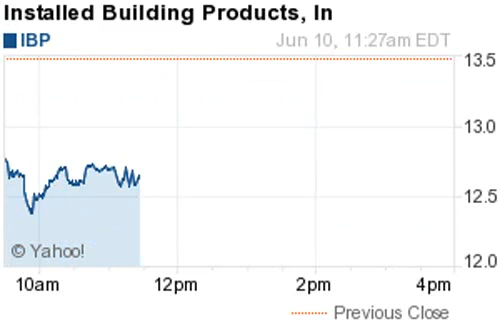 Installed Building Products, In
IBP
Jun 10, 11:27am EDT
13.5
13.0
12.5
12.0
© Yahoo!
10am 12pm 2pm 4pm
Previous Close